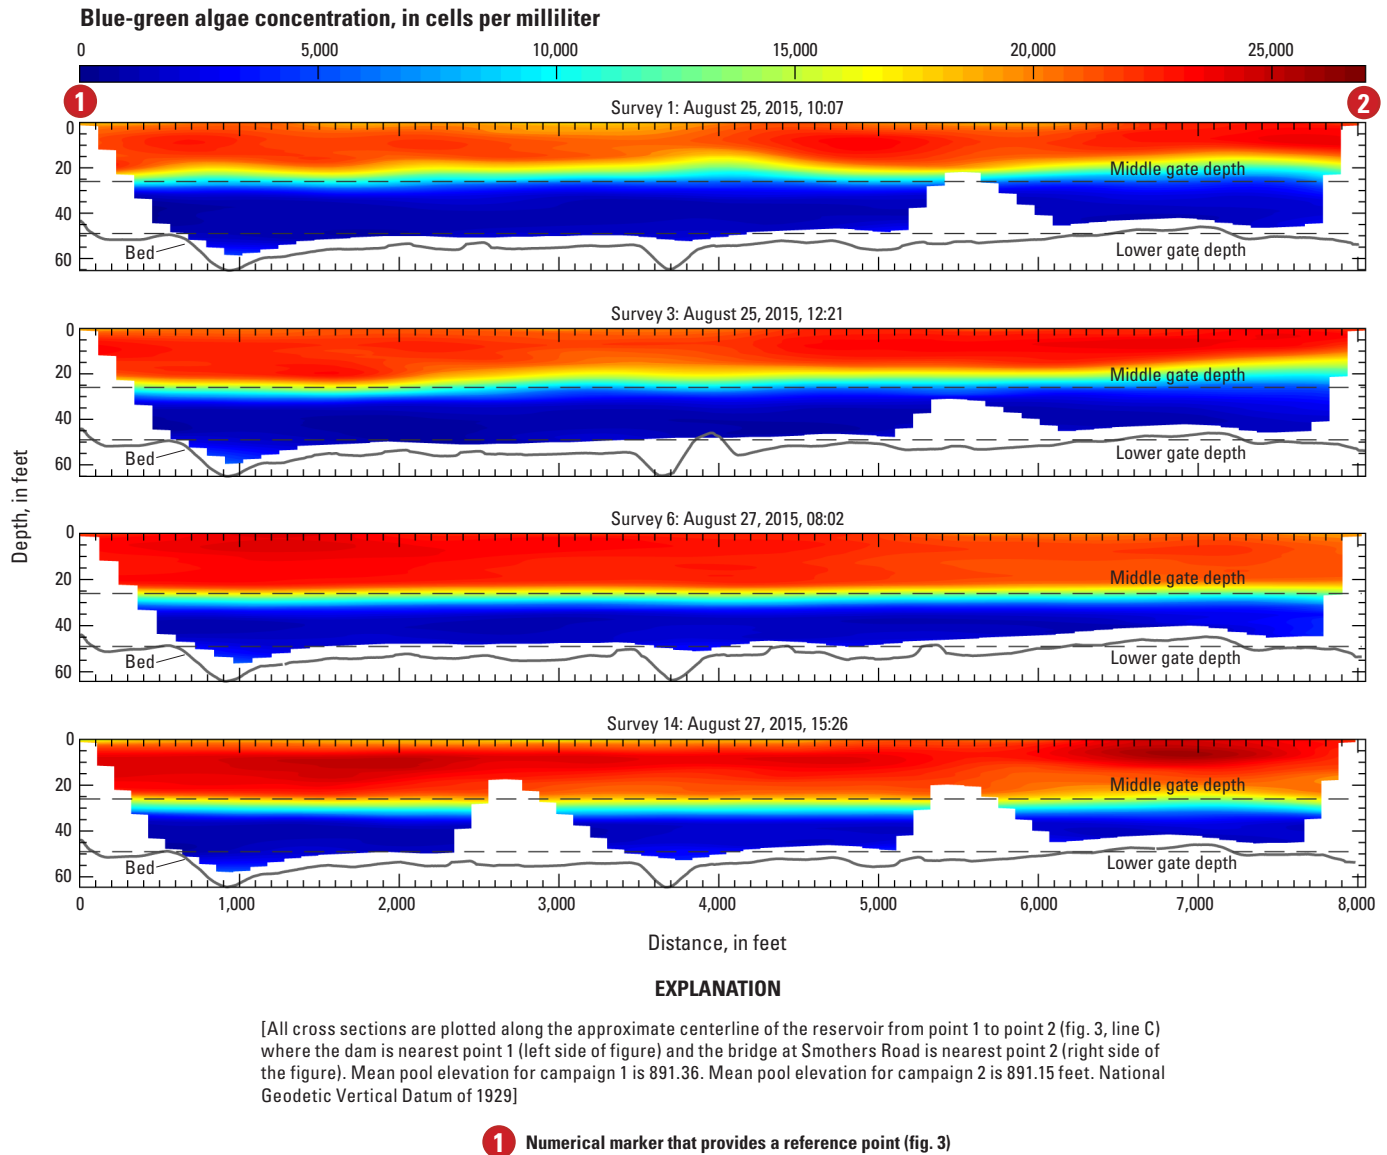 Blue-green algae concentration, in cells per milliliter
0 5,000 10,000 15,000 20,000 25,000
1 2
Survey 1: August 25, 2015, 10:07
0
20
40
60
Middle gate depth
Bed
Lower gate depth
Survey 3: August 25, 2015, 12:21
0
20
40
60
Middle gate depth
Bed
Lower gate depth
Depth, in feet
Survey 6: August 27, 2015, 08:02
0
20
40
60
Middle gate depth
Bed
Lower gate depth
Survey 14: August 27, 2015, 15:26
0
20
40
60
Middle gate depth
Bed
Lower gate depth
0 1,000 2,000 3,000 4,000 5,000 6,000 7,000 8,000
Distance, in feet
EXPLANATION
[All cross sections are plotted along the approximate centerline of the reservoir from point 1 to point 2 (fig. 3, line C)
where the dam is nearest point 1 (left side of figure) and the bridge at Smothers Road is nearest point 2 (right side of
the figure). Mean pool elevation for campaign 1 is 891.36. Mean pool elevation for campaign 2 is 891.15 feet. National
Geodetic Vertical Datum of 1929]
1 Numerical marker that provides a reference point (fig. 3)